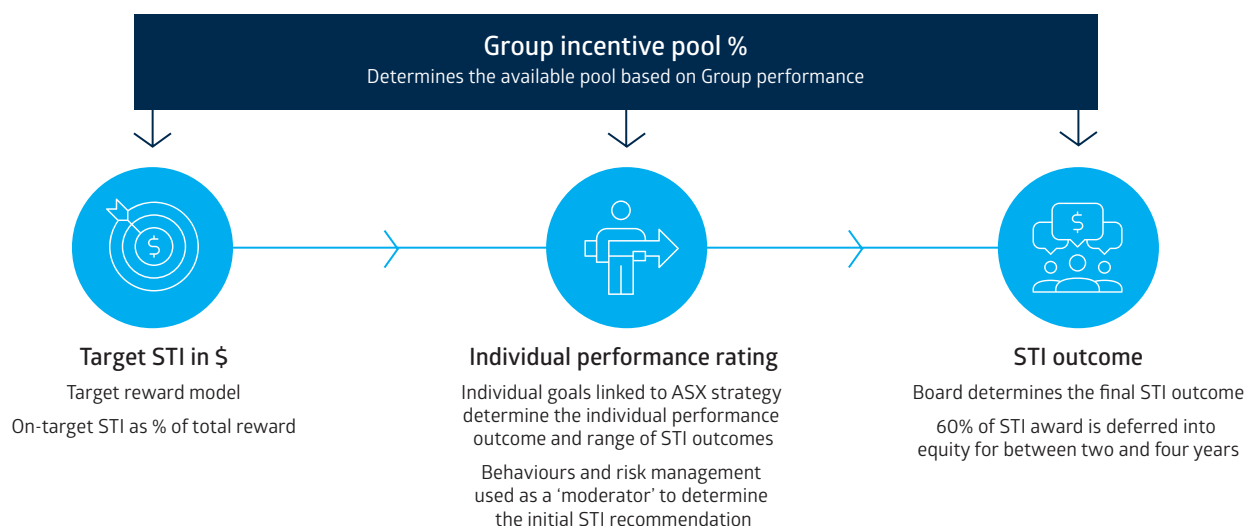 Group incentive pool %
Determines the available pool based on Group performance
$
$
Target STI in $
Target reward model
On-target STI as % of total reward
Individual performance rating
Individual goals linked to ASX strategy
determine the individual performance
outcome and range of STI outcomes
Behaviours and risk management
used as a ‘moderator’ to determine
the initial STI recommendation
STI outcome
Board determines the final STI outcome
60% of STI award is deferred into
equity for between two and four years